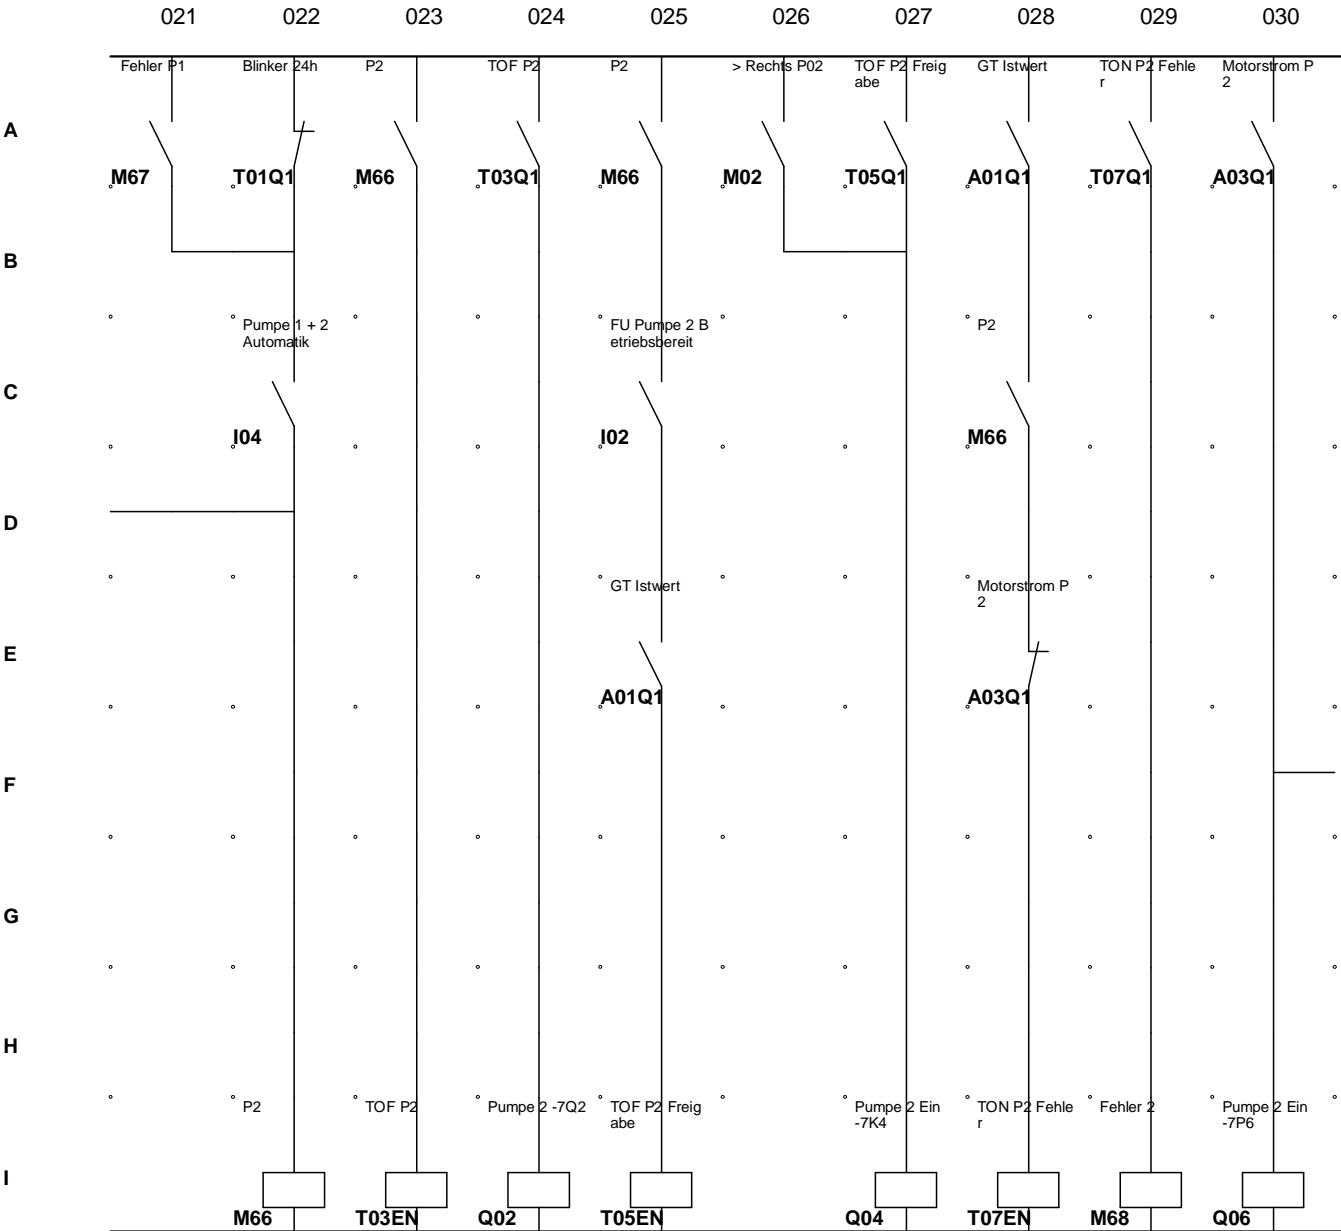 021 022 023 024 025 026 027 028 029 030
Fehler P1 Blinker 24h P2 TOF P2 P2 > Rechts P02 TOF P2 Freig GT Istwert TON P2 Fehle Motorstrom P
abe r 2
A
M67 T01Q1 M66 T03Q1 M66 M02 T05Q1 A01Q1 T07Q1 A03Q1
B
Pumpe 1 + 2 FU Pumpe 2 B P2
Automatik etriebsbereit
C
I04 I02 M66
D
GT Istwert Motorstrom P
2
E
A01Q1 A03Q1
F
G
H
P2 TOF P2 Pumpe 2 -7Q2 TOF P2 Freig Pumpe 2 Ein TON P2 Fehle Fehler 2 Pumpe 2 Ein
abe -7K4 r -7P6
I
M66 T03EN Q02 T05EN Q04 T07EN M68 Q06